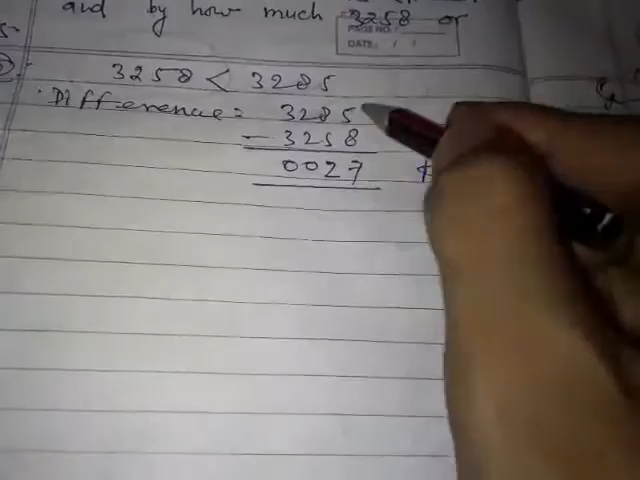 and by how much 3258 or
PAGE NO.:
DATE: / /
3258 < 3285
Difference = 3285
- 3258
0027